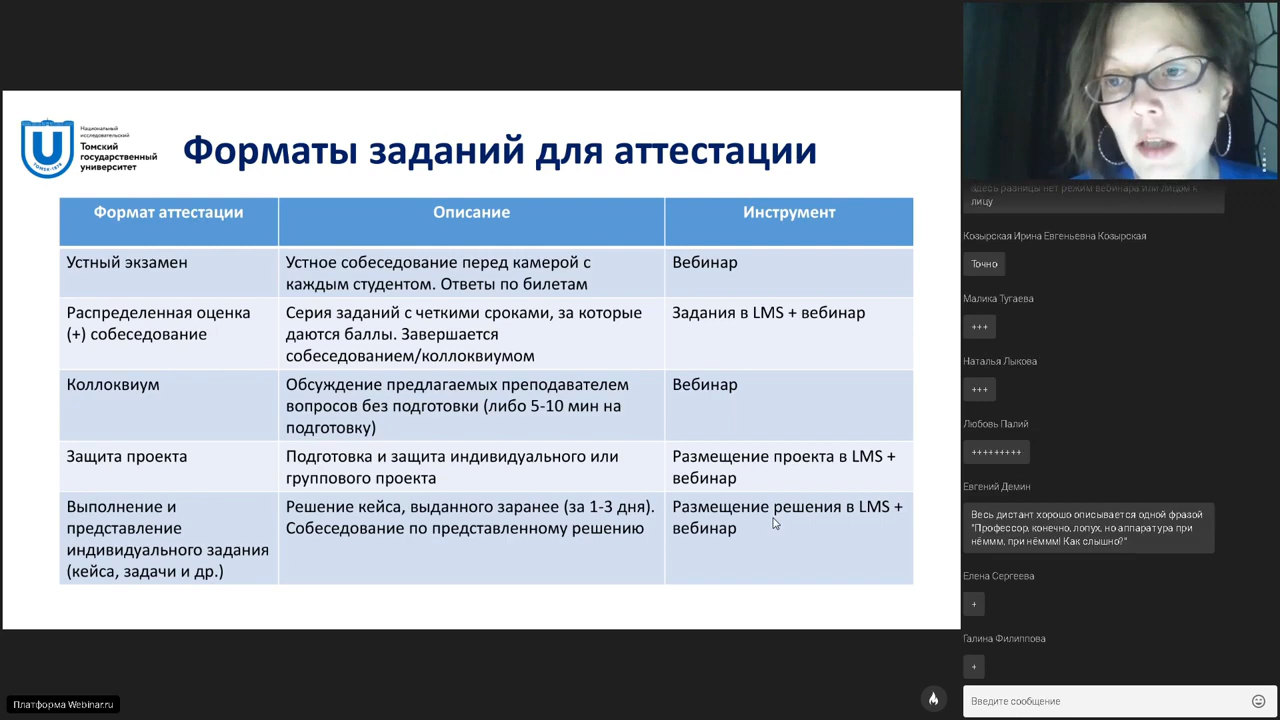 Национальный
исследовательский
Томский
государственный
университет
ТОМСК-1878
Форматы заданий для аттестации
Формат аттестации
Описание
Инструмент
Устный экзамен
Устное собеседование перед камерой с
каждым студентом. Ответы по билетам
Вебинар
Распределенная оценка
(+) собеседование
Серия заданий с четкими сроками, за которые
даются баллы. Завершается
собеседованием/коллоквиумом
Задания в LMS + вебинар
Коллоквиум
Обсуждение предлагаемых преподавателем
вопросов без подготовки (либо 5-10 мин на
подготовку)
Вебинар
Защита проекта
Подготовка и защита индивидуального или
группового проекта
Размещение проекта в LMS +
вебинар
Выполнение и
представление
индивидуального задания
(кейса, задачи и др.)
Решение кейса, выданного заранее (за 1-3 дня).
Собеседование по представленному решению
Размещение решения в LMS +
вебинар
Платформа Webinar.ru
здесь разницы нет режим вебинара или лицом к
лицу
Козырская Ирина Евгеньевна Козырская
Точно
Малика Тугаева
+++
Наталья Лыкова
+++
Любовь Палий
+++++++++
Евгений Демин
Весь дистант хорошо описывается одной фразой
"Профессор, конечно, лопух, но аппаратура при
нёммм, при нёммм! Как слышно?"
Елена Сергеева
+
Галина Филиппова
+
Введите сообщение